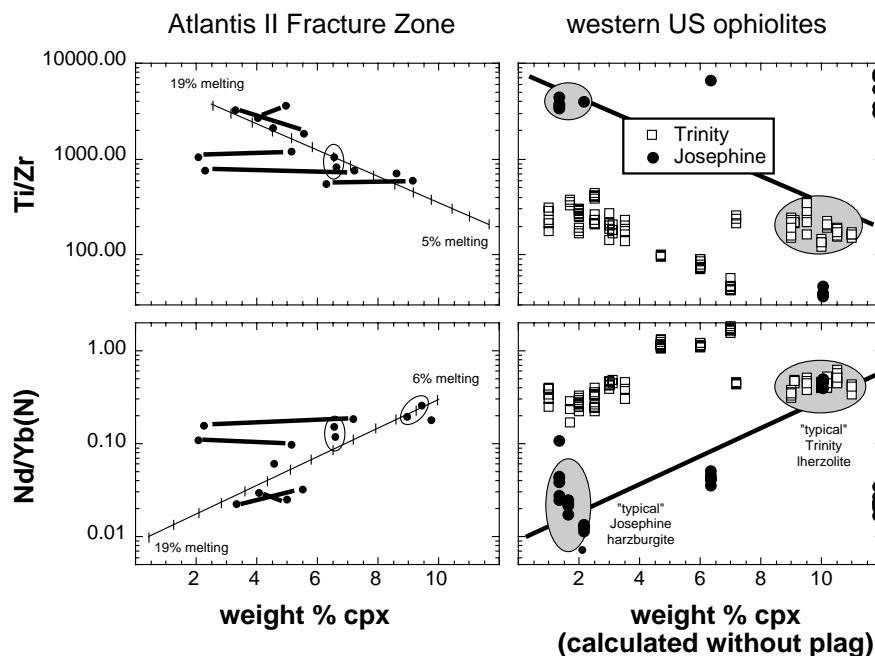 Atlantis II Fracture Zone
western US ophiolites
10000.00
1000.00
100.00
Ti/Zr
19% melting
5% melting
Trinity
Josephine
1.00
0.10
0.01
Nd/Yb(N)
6% melting
19% melting
"typical"
Trinity
lherzolite
"typical"
Josephine
harzburgite
2 4 6 8 10
2 4 6 8 10
weight % cpx
weight % cpx
(calculated without plag)